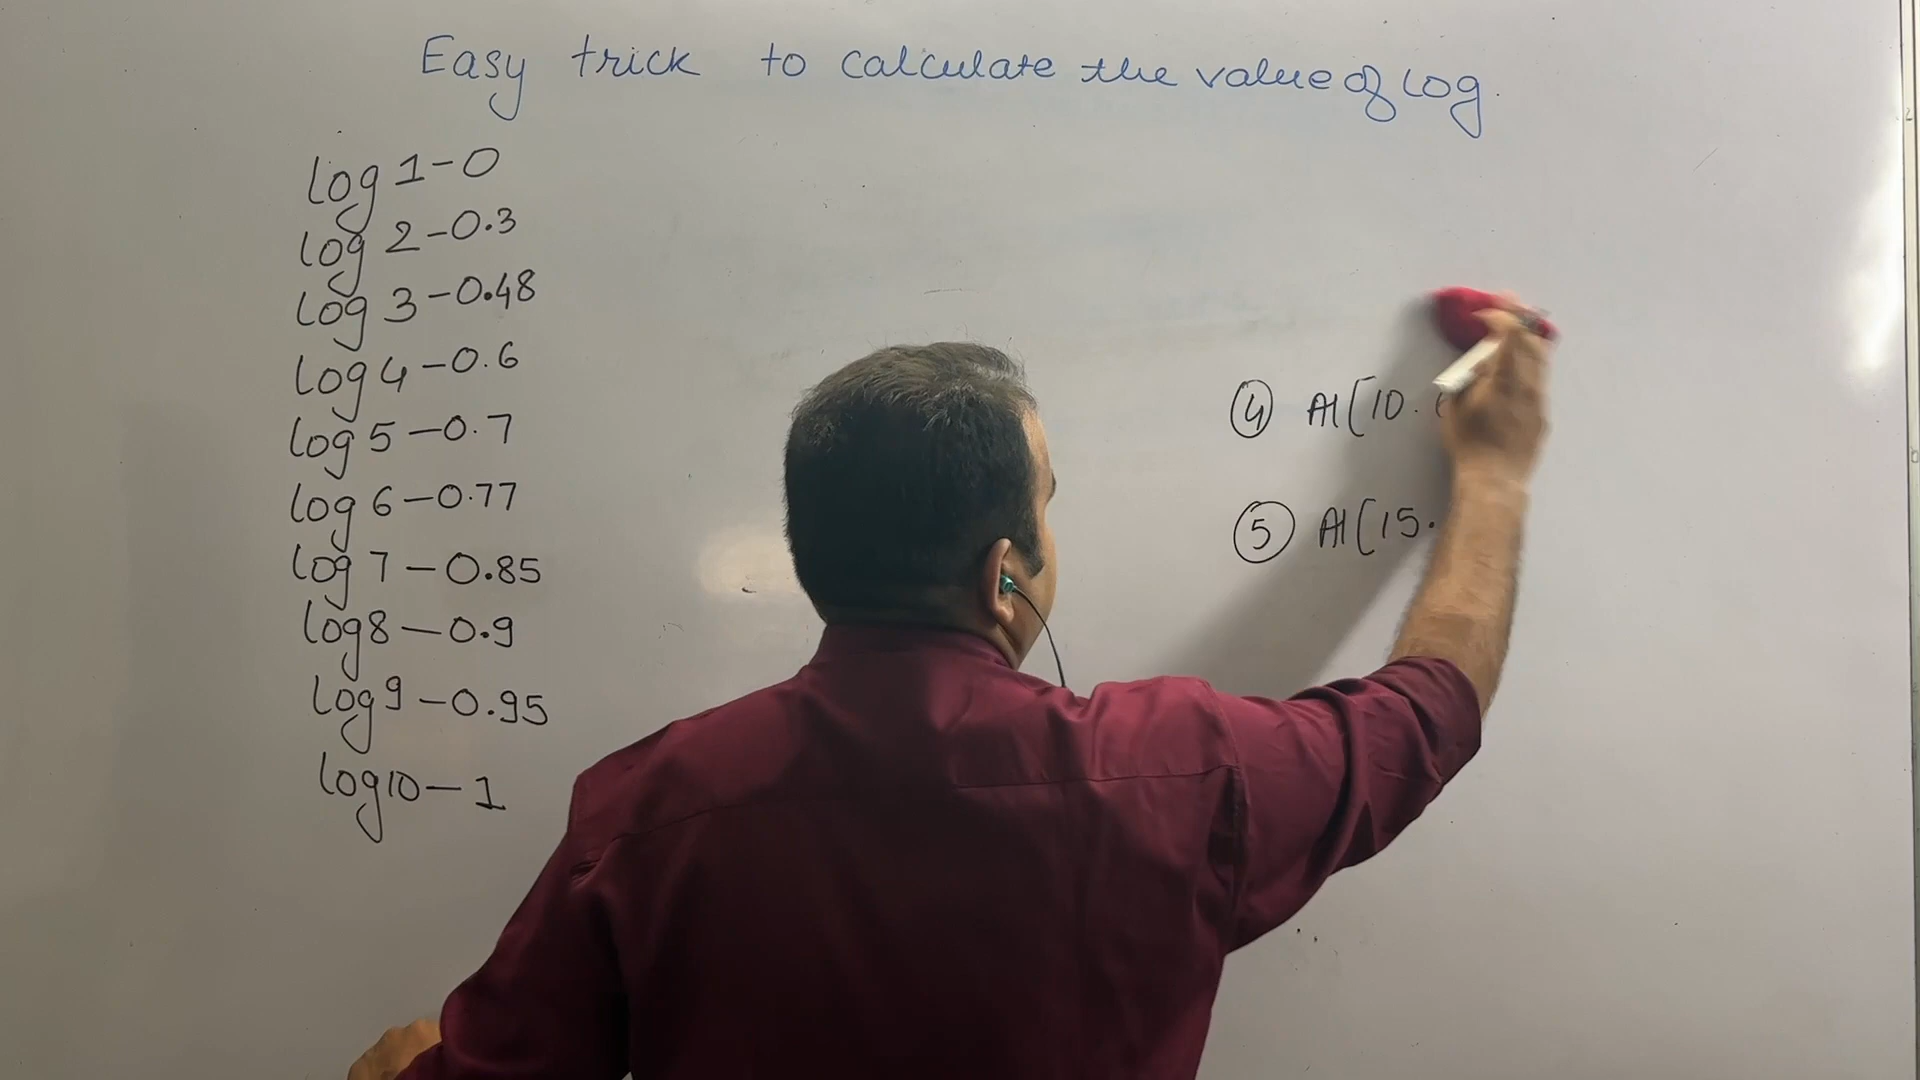 Easy trick to calculate the value of log.
log 1 - 0
log 2 - 0.3
log 3 - 0.48
log 4 - 0.6
log 5 - 0.7
log 6 - 0.77
log 7 - 0.85
log 8 - 0.9
log 9 - 0.95
log 10 - 1
④ Al[10.
⑤ Al[15.